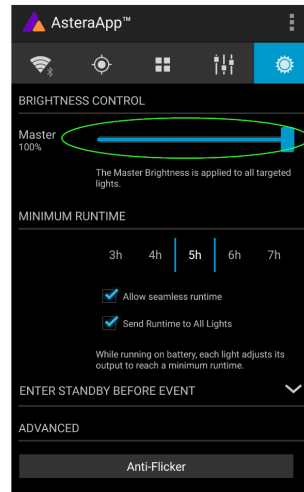 AsteraApp™
BRIGHTNESS CONTROL
Master
100%
The Master Brightness is applied to all targeted
lights.
MINIMUM RUNTIME
3h 4h 5h 6h 7h
Allow seamless runtime
Send Runtime to All Lights
While running on battery, each light adjusts its
output to reach a minimum runtime.
ENTER STANDBY BEFORE EVENT
ADVANCED
Anti-Flicker